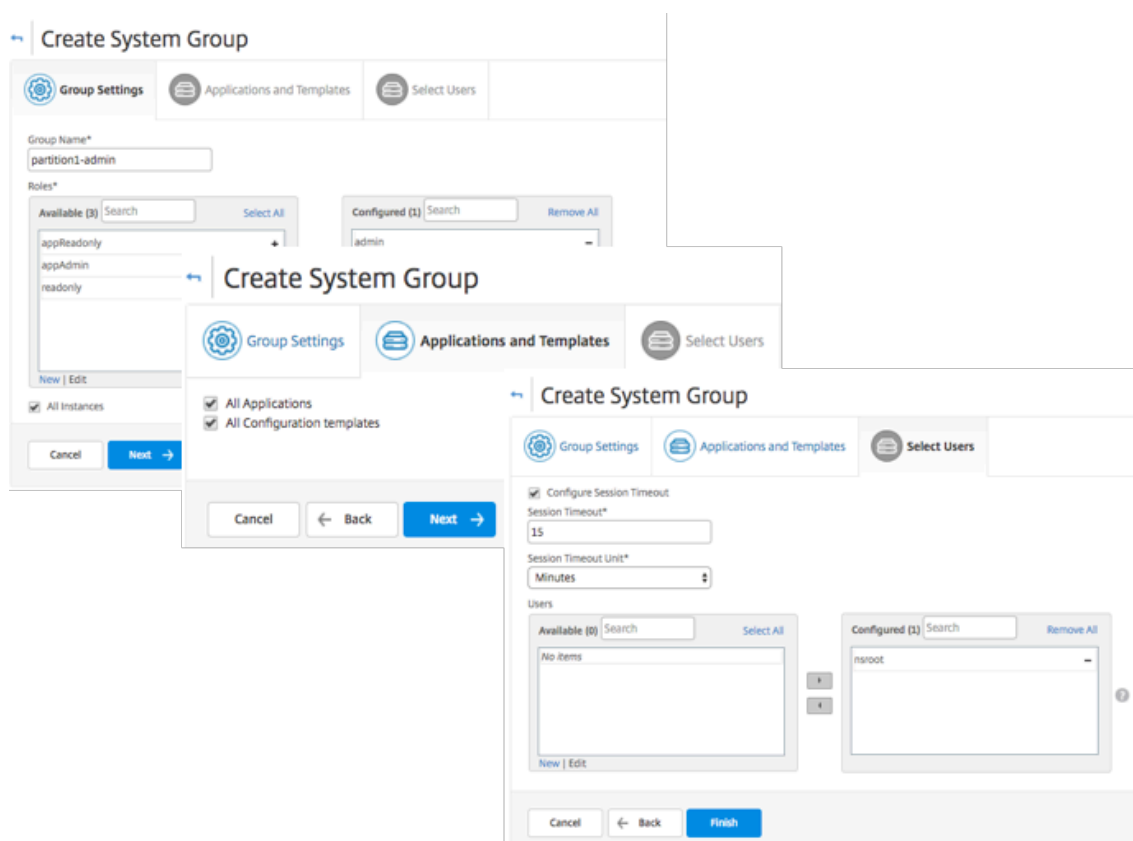 Create System Group
Group Settings
Applications and Templates
Select Users
Group Name*
partition1-admin
Roles*
Available (3) Search Select All
appReadonly +
appAdmin
readonly
New | Edit
Configured (1) Search Remove All
admin −
All Instances
Cancel Next →
Create System Group
Group Settings
Applications and Templates
Select Users
All Applications
All Configuration templates
Cancel ← Back Next →
Create System Group
Group Settings
Applications and Templates
Select Users
Configure Session Timeout
Session Timeout*
15
Session Timeout Unit*
Minutes
Users
Available (0) Search Select All
No items
New | Edit
Configured (1) Search Remove All
nsroot −
?
Cancel ← Back Finish